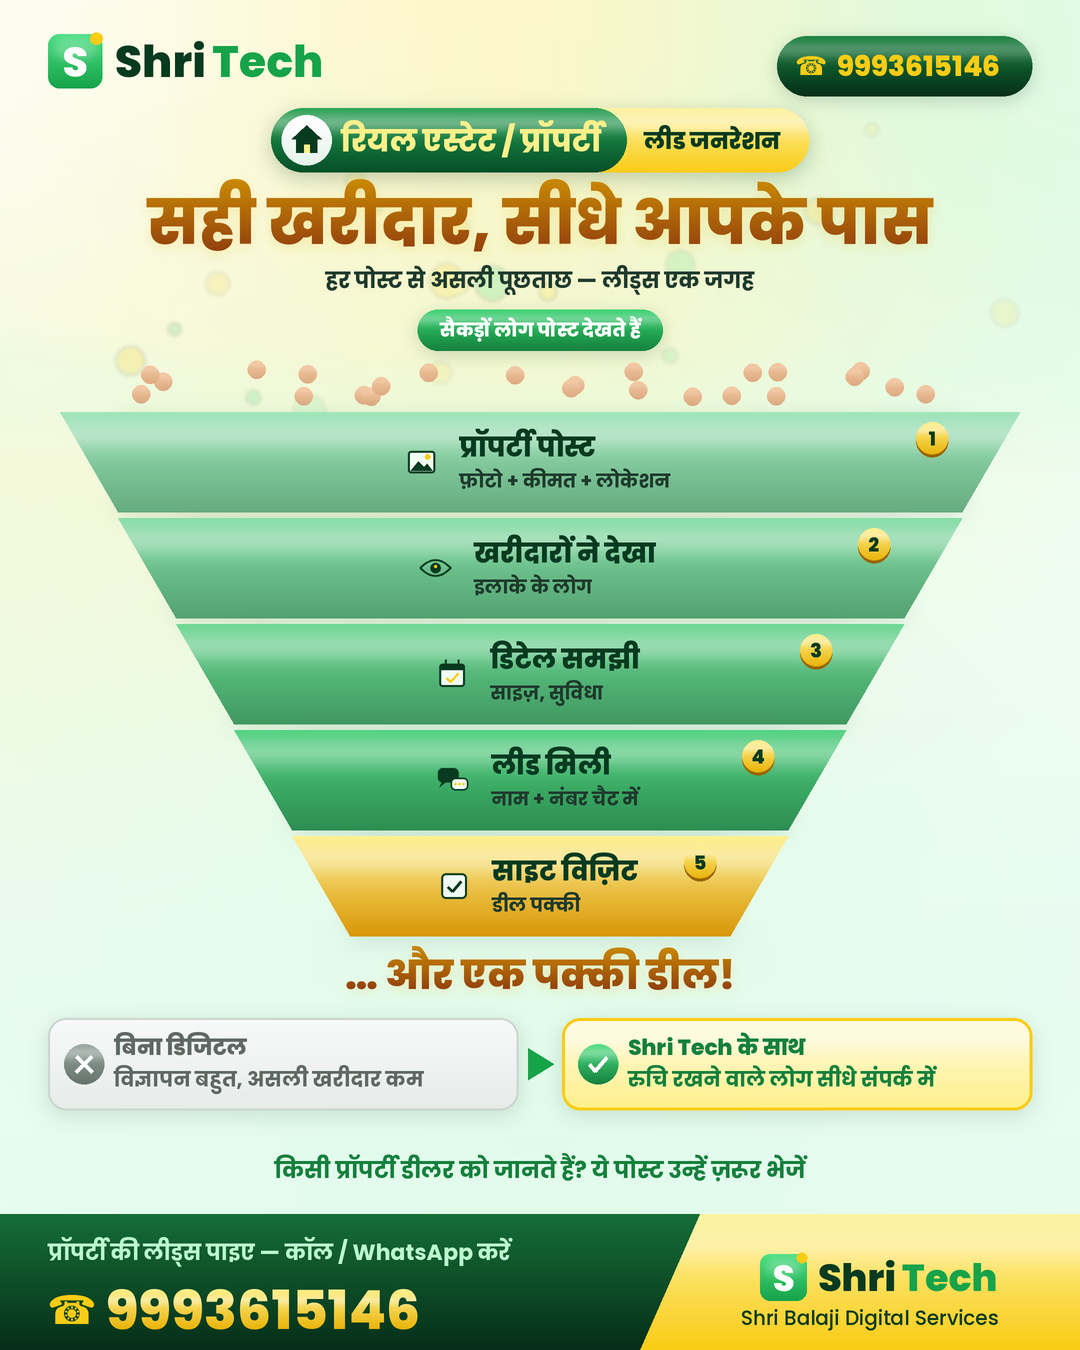 S Shri Tech
☎ 9993615146
रियल एस्टेट / प्रॉपर्टी लीड जनरेशन
सही खरीदार, सीधे आपके पास
हर पोस्ट से असली पूछताछ — लीड्स एक जगह
सैकड़ों लोग पोस्ट देखते हैं
प्रॉपर्टी पोस्ट
1
फ़ोटो + कीमत + लोकेशन
खरीदारों ने देखा
2
इलाके के लोग
डिटेल समझी
3
साइज़, सुविधा
लीड मिली
4
नाम + नंबर चैट में
साइट विज़िट
5
डील पक्की
... और एक पक्की डील!
बिना डिजिटल
विज्ञापन बहुत, असली खरीदार कम
Shri Tech के साथ
रुचि रखने वाले लोग सीधे संपर्क में
किसी प्रॉपर्टी डीलर को जानते हैं? ये पोस्ट उन्हें ज़रूर भेजें
प्रॉपर्टी की लीड्स पाइए — कॉल / WhatsApp करें
☎ 9993615146
S Shri Tech
Shri Balaji Digital Services